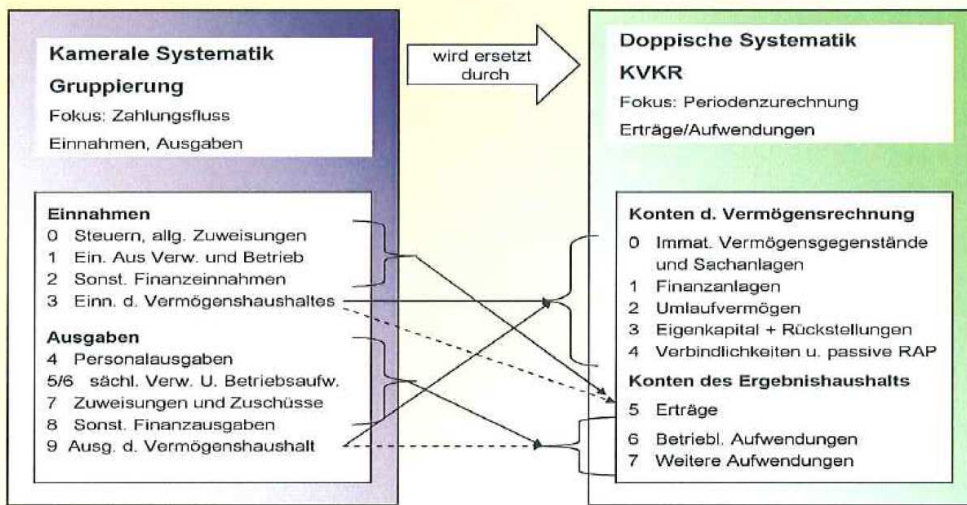 Kamerale Systematik
Gruppierung
Fokus: Zahlungsfluss
Einnahmen, Ausgaben
wird ersetzt
durch
Doppische Systematik
KVKR
Fokus: Periodenzurechnung
Erträge/Aufwendungen
Einnahmen
0 Steuern, allg. Zuweisungen
1 Ein. Aus Verw. und Betrieb
2 Sonst. Finanzeinnahmen
3 Einn. d. Vermögenshaushaltes
Ausgaben
4 Personalausgaben
5/6 sächl. Verw. U. Betriebsaufw.
7 Zuweisungen und Zuschüsse
8 Sonst. Finanzausgaben
9 Ausg. d. Vermögenshaushalt
Konten d. Vermögensrechnung
0 Immat. Vermögensgegenstände
und Sachanlagen
1 Finanzanlagen
2 Umlaufvermögen
3 Eigenkapital + Rückstellungen
4 Verbindlichkeiten u. passive RAP
Konten des Ergebnishaushalts
5 Erträge
6 Betriebl. Aufwendungen
7 Weitere Aufwendungen